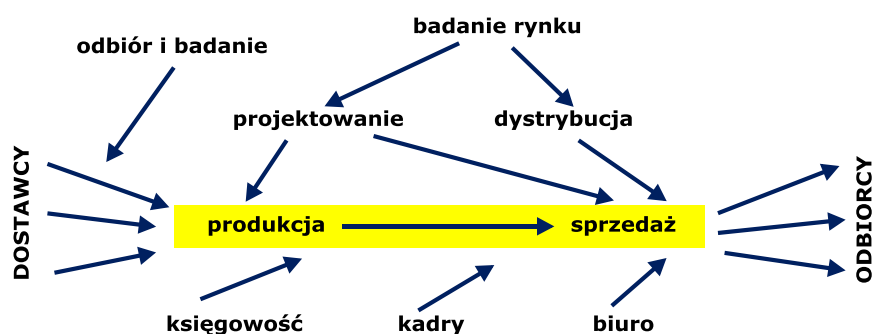 badanie rynku
odbiór i badanie
projektowanie
dystrybucja
DOSTAWCY
produkcja
sprzedaż
ODBIORCY
księgowość
kadry
biuro